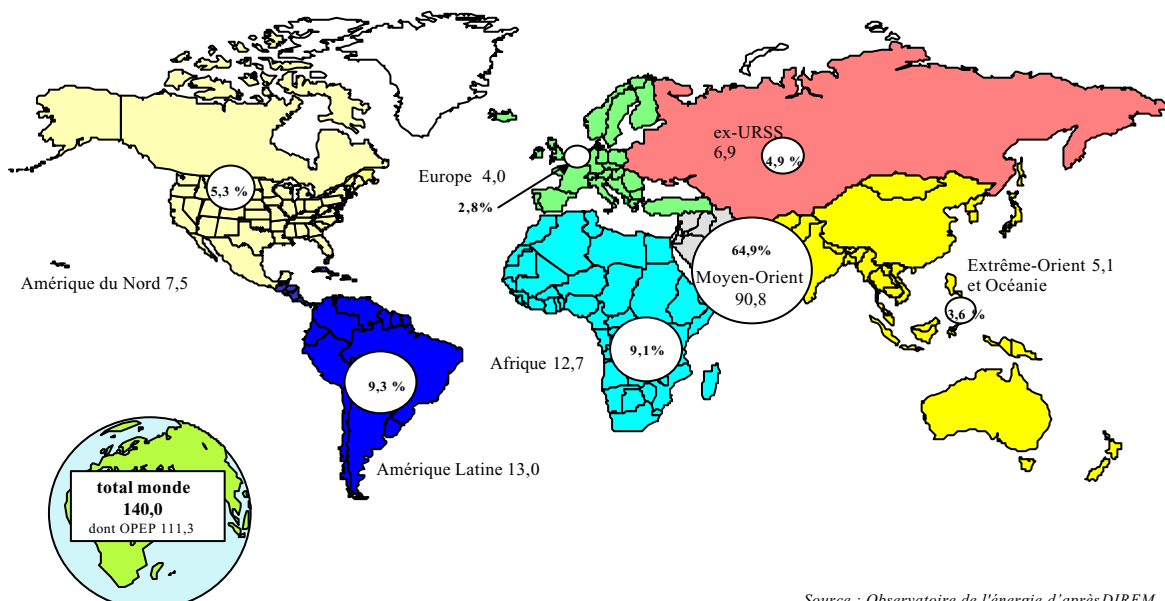 ex-URSS
6,9
4,9 %
5,3 %
Europe 4,0
2,8%
64,9%
Moyen-Orient
90,8
Extrême-Orient 5,1
et Océanie
3,6 %
Amérique du Nord 7,5
Afrique 12,7
9,1%
9,3 %
Amérique Latine 13,0
total monde
140,0
dont OPEP 111,3
Source : Observatoire de l'énergie d'après DIREM